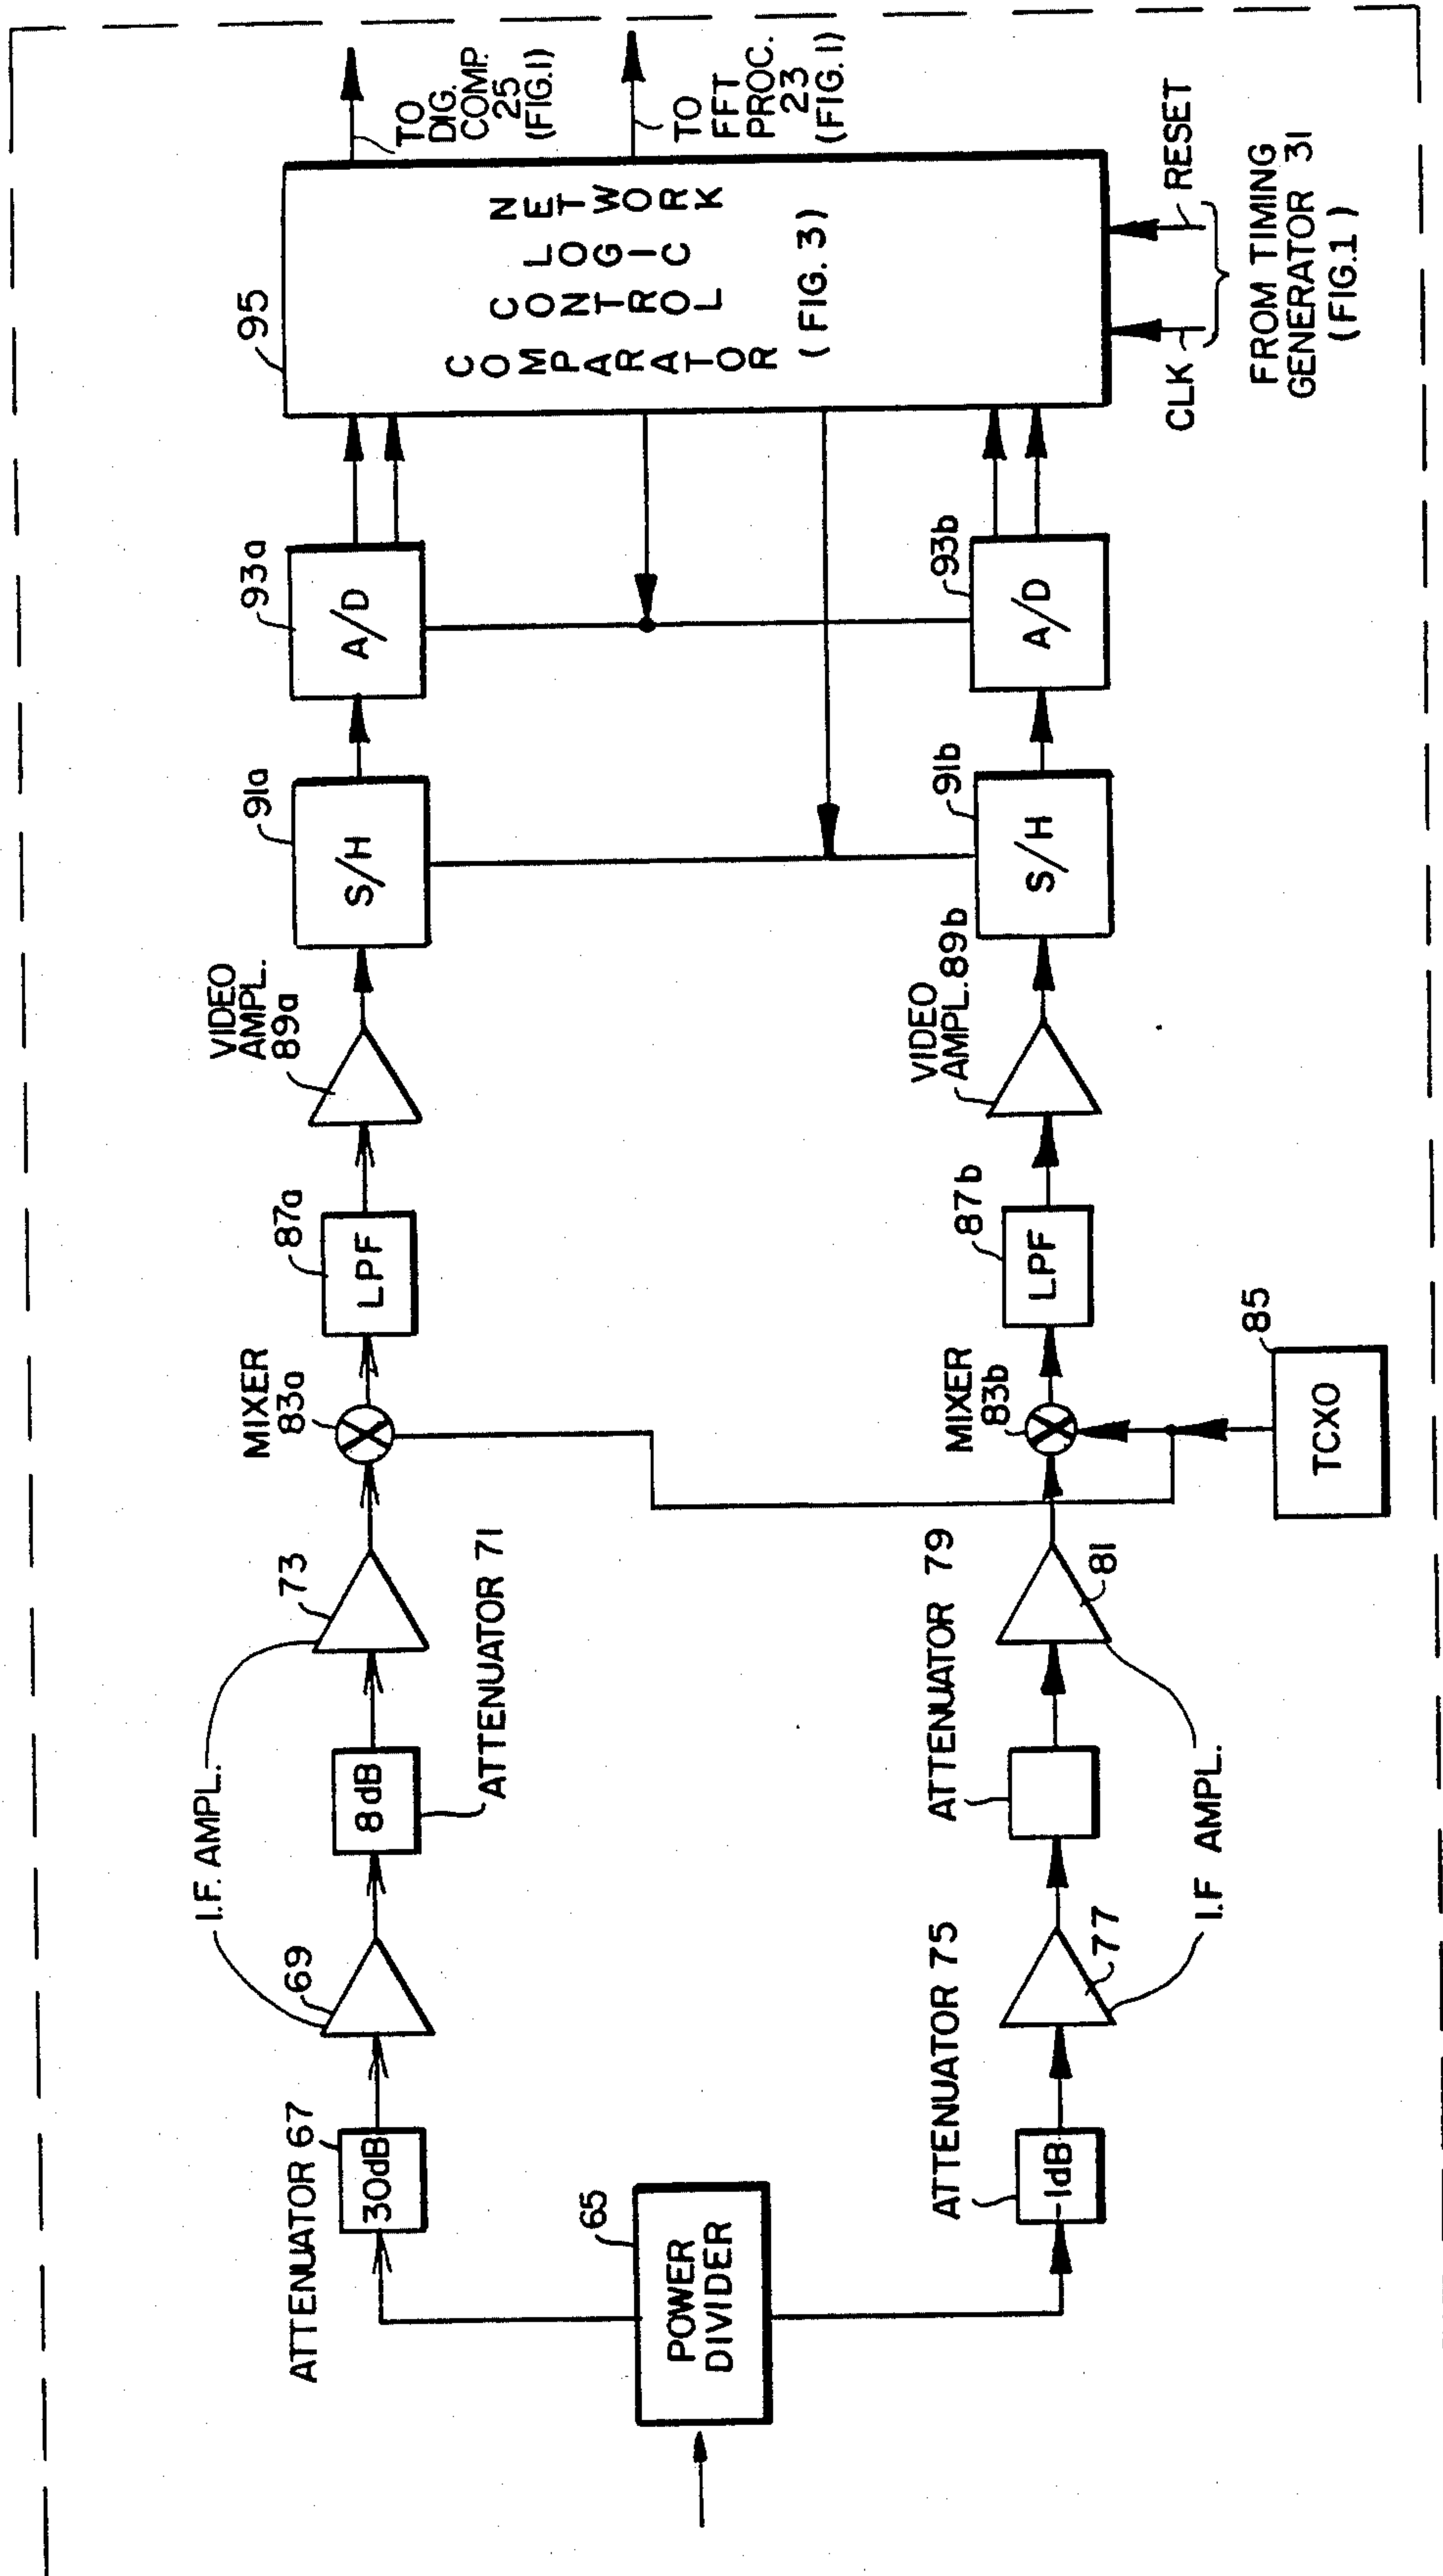 ATTENUATOR 67
30dB
I.F. AMPL.
69
8dB
ATTENUATOR 71
73
MIXER
83a
87a
LPF
VIDEO
AMPL.
89a
91a
S/H
93a
A/D
95
NETWORK
LOGIC
CONTROL
COMPARATOR
(FIG. 3)
TO
DIG.
COMP.
25
(FIG.1)
TO
FFT
PROC.
23
(FIG.1)
65
POWER
DIVIDER
ATTENUATOR 75
-1dB
77
I.F AMPL.
ATTENUATOR 79
81
MIXER
83b
85
TCXO
87b
LPF
VIDEO
AMPL. 89b
91b
S/H
93b
A/D
CLK
RESET
FROM TIMING
GENERATOR 31
(FIG.1)